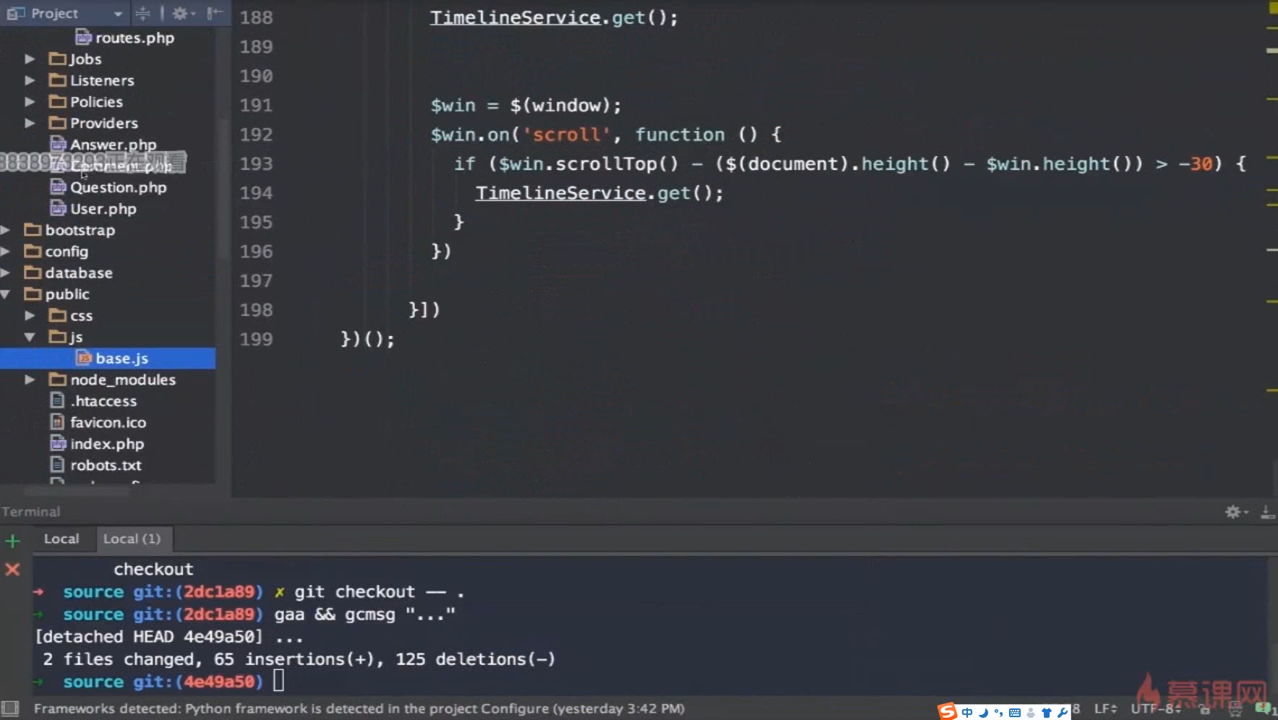 Project
routes.php
Jobs
Listeners
Policies
Providers
Answer.php
Comment.php
Question.php
User.php
bootstrap
config
database
public
css
js
base.js
node_modules
.htaccess
favicon.ico
index.php
robots.txt
188 TimelineService.get();
189
190
191 $win = $(window);
192 $win.on('scroll', function () {
193 if ($win.scrollTop() - ($(document).height() - $win.height()) > -30) {
194 TimelineService.get();
195 }
196 })
197
198 }])
199 })();
Terminal
Local Local (1)
checkout
→ source git:(2dc1a89) ✗ git checkout -- .
→ source git:(2dc1a89) gaa && gcmsg "..."
[detached HEAD 4e49a50] ...
2 files changed, 65 insertions(+), 125 deletions(-)
→ source git:(4e49a50)
Frameworks detected: Python framework is detected in the project Configure (yesterday 3:42 PM)
中
8 LF UTF-8
慕课网